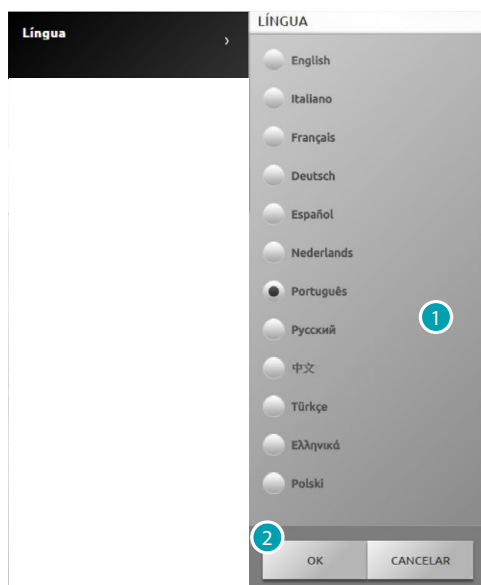 Língua
›
LÍNGUA
English
Italiano
Français
Deutsch
Español
Nederlands
Português
1
Русский
中文
Türkçe
Ελληνικά
Polski
2
OK
CANCELAR